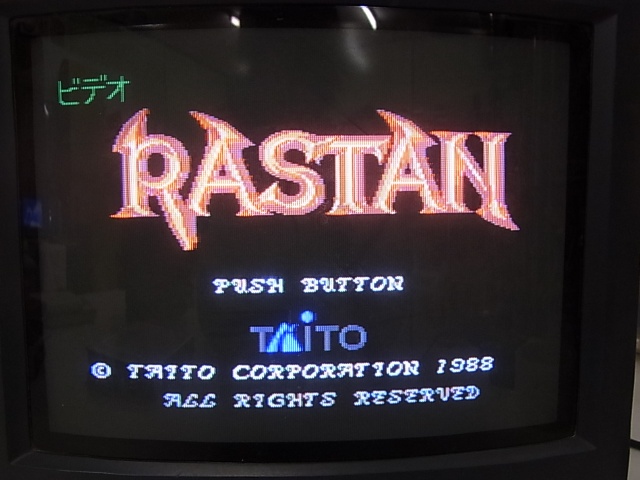 ビデオ
RASTAN
PUSH BUTTON
TAITO
© TAITO CORPORATION 1988
ALL RIGHTS RESERVED